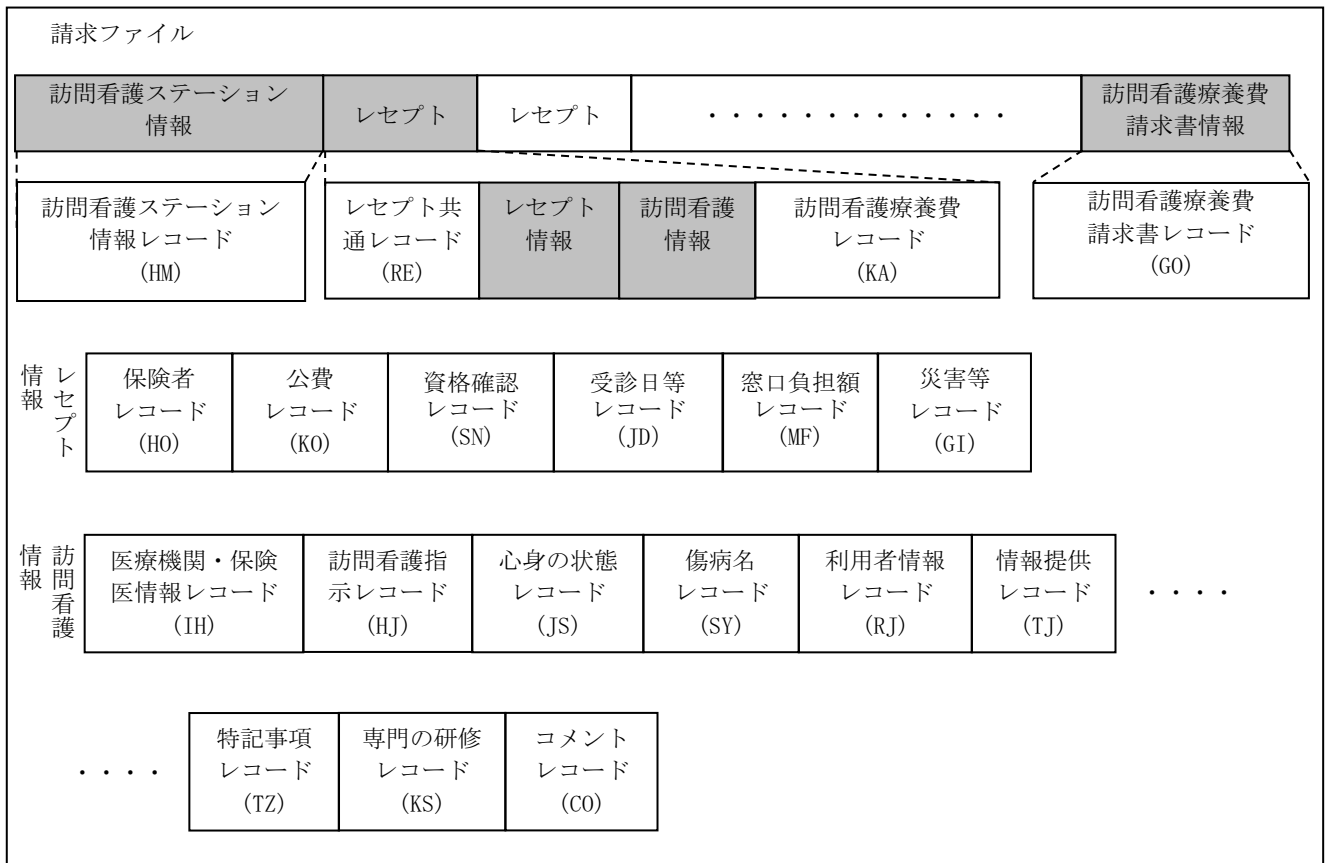 請求ファイル
訪問看護ステーション
情報
レセプト
レセプト
・・・・・・・・・・・・・
訪問看護療養費
請求書情報
訪問看護ステーション
情報レコード
(HM)
レセプト共
通レコード
(RE)
レセプト
情報
訪問看護
情報
訪問看護療養費
レコード
(KA)
訪問看護療養費
請求書レコード
(GO)
レセプト
情報
保険者
レコード
(HO)
公費
レコード
(KO)
資格確認
レコード
(SN)
受診日等
レコード
(JD)
窓口負担額
レコード
(MF)
災害等
レコード
(GI)
訪問看護
情報
医療機関・保険
医情報レコード
(IH)
訪問看護指
示レコード
(HJ)
心身の状態
レコード
(JS)
傷病名
レコード
(SY)
利用者情報
レコード
(RJ)
情報提供
レコード
(TJ)
・・・・
・・・・
特記事項
レコード
(TZ)
専門の研修
レコード
(KS)
コメント
レコード
(CO)